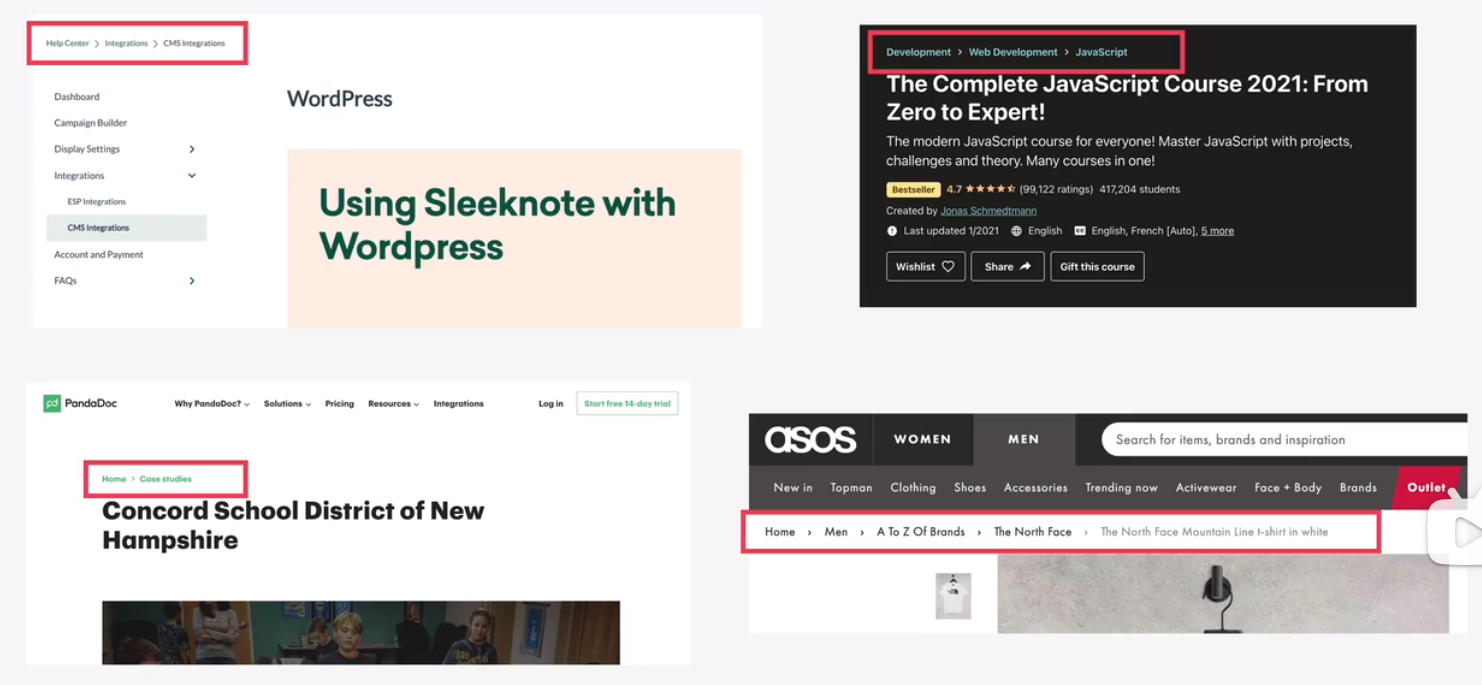 Help Center > Integrations > CMS Integrations
Dashboard
Campaign Builder
Display Settings
Integrations
ESP Integrations
CMS Integrations
Account and Payment
FAQs
WordPress
Using Sleeknote with
Wordpress
Development > Web Development > JavaScript
The Complete JavaScript Course 2021: From
Zero to Expert!
The modern JavaScript course for everyone! Master JavaScript with projects,
challenges and theory. Many courses in one!
Bestseller 4.7 (99,122 ratings) 417,204 students
Created by Jonas Schmedtmann
Last updated 1/2021 English CC English, French [Auto], 5 more
Wishlist Share Gift this course
pd PandaDoc Why PandaDoc? Solutions Pricing Resources Integrations Log in Start free 14-day trial
Home > Case studies
Concord School District of New
Hampshire
asos WOMEN MEN Search for items, brands and inspiration
New in Topman Clothing Shoes Accessories Trending now Activewear Face + Body Brands Outlet
Home > Men > A To Z Of Brands > The North Face > The North Face Mountain Line t-shirt in white